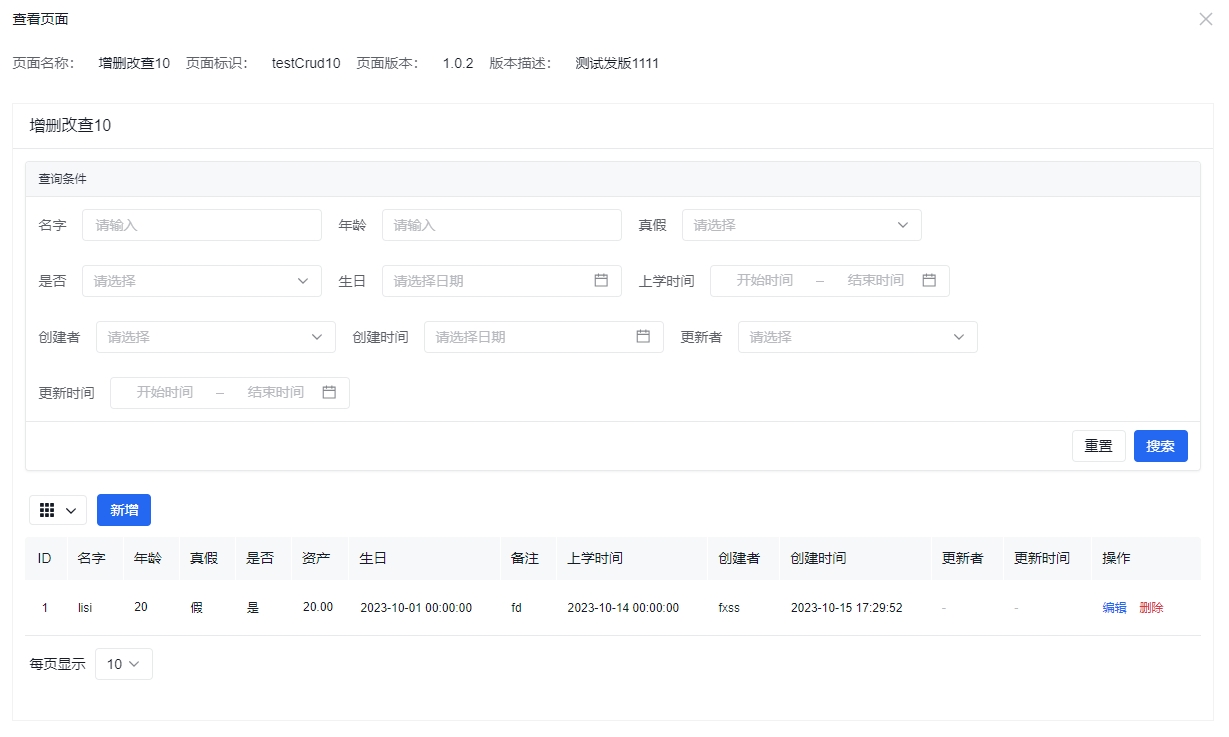 查看页面
页面名称： 增删改查10 页面标识： testCrud10 页面版本： 1.0.2 版本描述： 测试发版1111
增删改查10
查询条件
名字 请输入 年龄 请输入 真假 请选择
是否 请选择 生日 请选择日期 上学时间 开始时间 – 结束时间
创建者 请选择 创建时间 请选择日期 更新者 请选择
更新时间 开始时间 – 结束时间
重置 搜索
新增
ID 名字 年龄 真假 是否 资产 生日 备注 上学时间 创建者 创建时间 更新者 更新时间 操作
1 lisi 20 假 是 20.00 2023-10-01 00:00:00 fd 2023-10-14 00:00:00 fxss 2023-10-15 17:29:52 - - 编辑 删除
每页显示 10